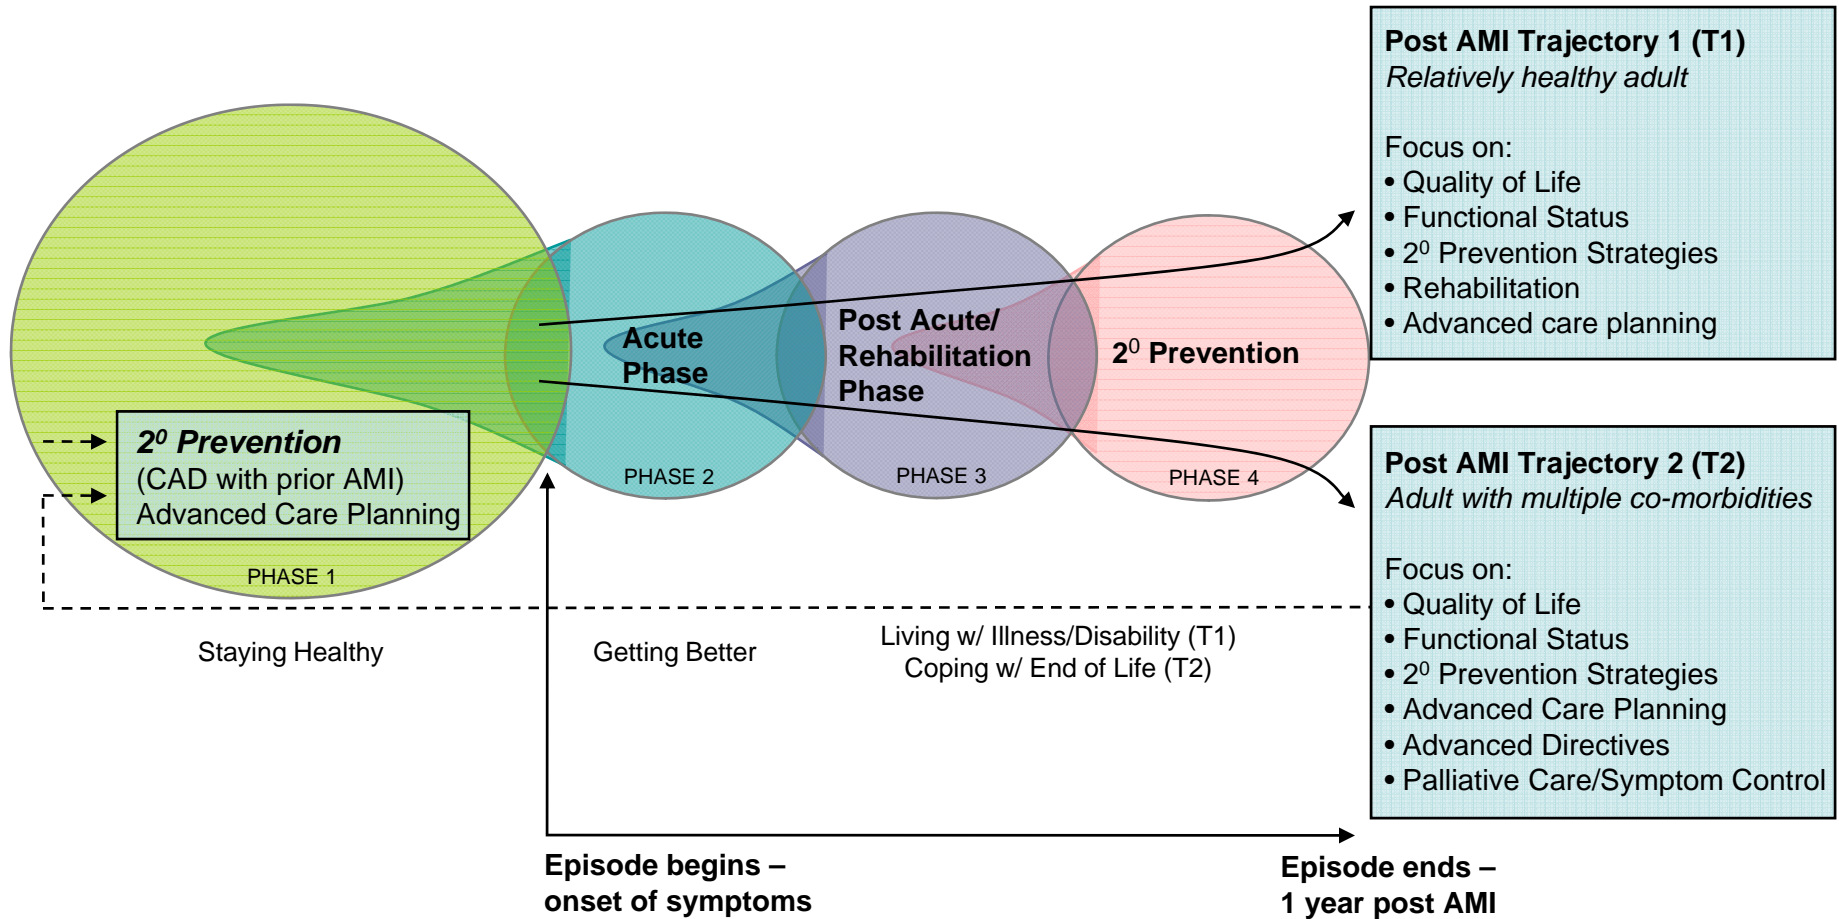 2⁰ Prevention
(CAD with prior AMI)
Advanced Care Planning
PHASE 1
Acute
Phase
PHASE 2
Post Acute/
Rehabilitation
Phase
PHASE 3
2⁰ Prevention
PHASE 4
Staying Healthy
Getting Better
Living w/ Illness/Disability (T1)
Coping w/ End of Life (T2)
Episode begins –
onset of symptoms
Episode ends –
1 year post AMI
Post AMI Trajectory 1 (T1)
Relatively healthy adult
Focus on:
• Quality of Life
• Functional Status
• 2⁰ Prevention Strategies
• Rehabilitation
• Advanced care planning
Post AMI Trajectory 2 (T2)
Adult with multiple co-morbidities
Focus on:
• Quality of Life
• Functional Status
• 2⁰ Prevention Strategies
• Advanced Care Planning
• Advanced Directives
• Palliative Care/Symptom Control